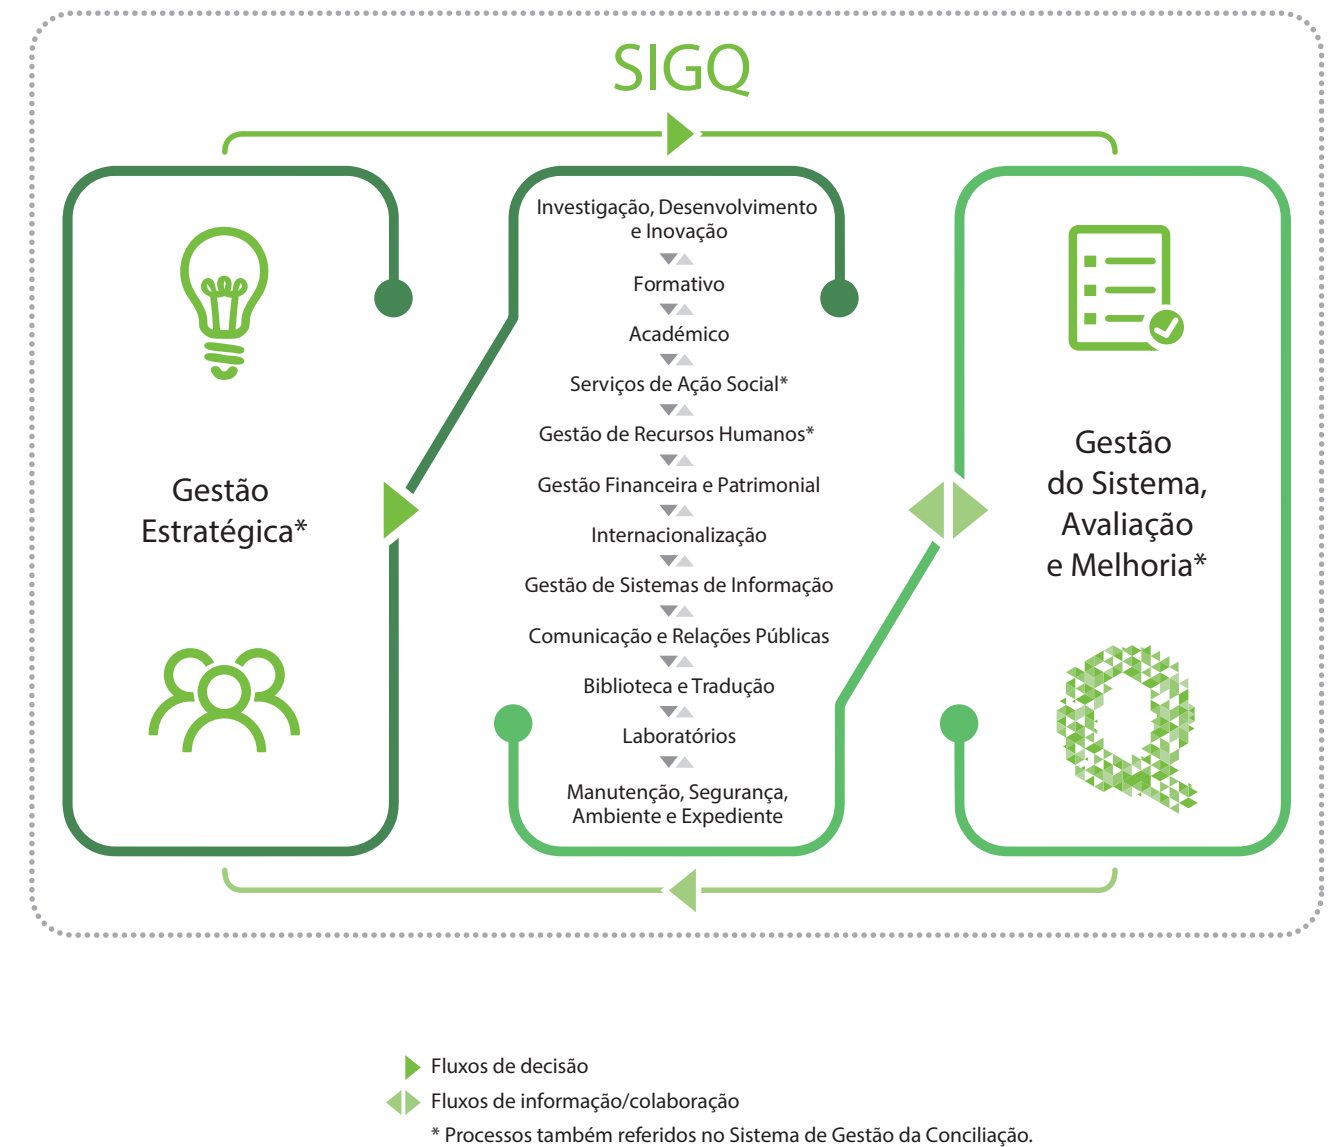 SIGQ
Gestão
Estratégica*
Investigação, Desenvolvimento
e Inovação
Formativo
Académico
Serviços de Ação Social*
Gestão de Recursos Humanos*
Gestão Financeira e Patrimonial
Internacionalização
Gestão de Sistemas de Informação
Comunicação e Relações Públicas
Biblioteca e Tradução
Laboratórios
Manutenção, Segurança,
Ambiente e Expediente
Gestão
do Sistema,
Avaliação
e Melhoria*
Q
Fluxos de decisão
Fluxos de informação/colaboração
* Processos também referidos no Sistema de Gestão da Conciliação.